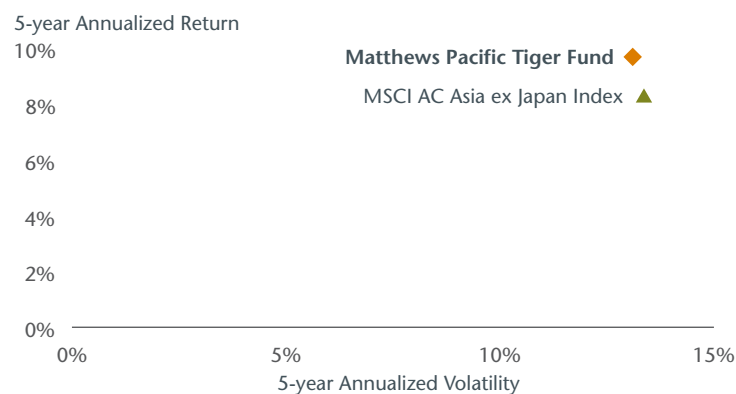 5-year Annualized Return
10%
Matthews Pacific Tiger Fund
MSCI AC Asia ex Japan Index
8%
6%
4%
2%
0%
0% 5% 10% 15%
5-year Annualized Volatility